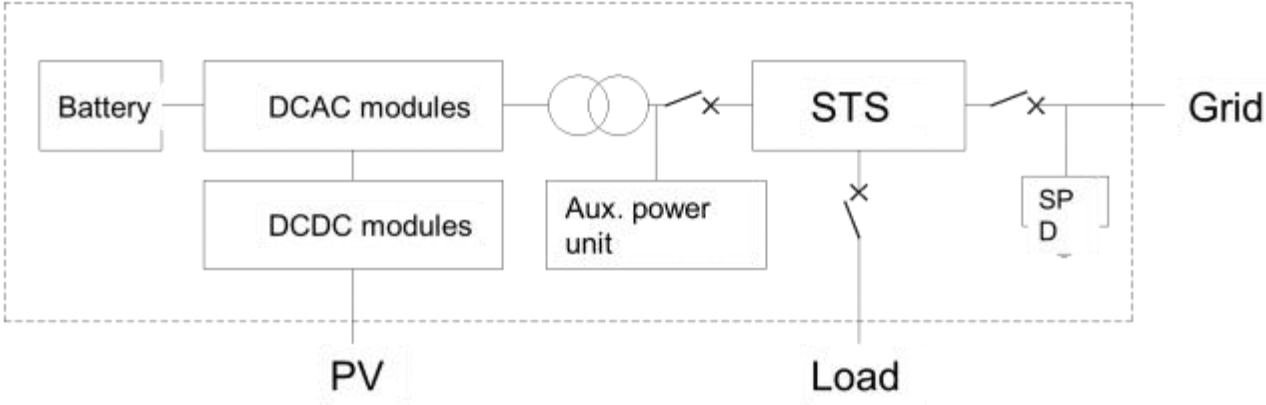 Battery
DCAC modules
STS
Grid
DCDC modules
Aux. power
unit
SP
D
PV
Load